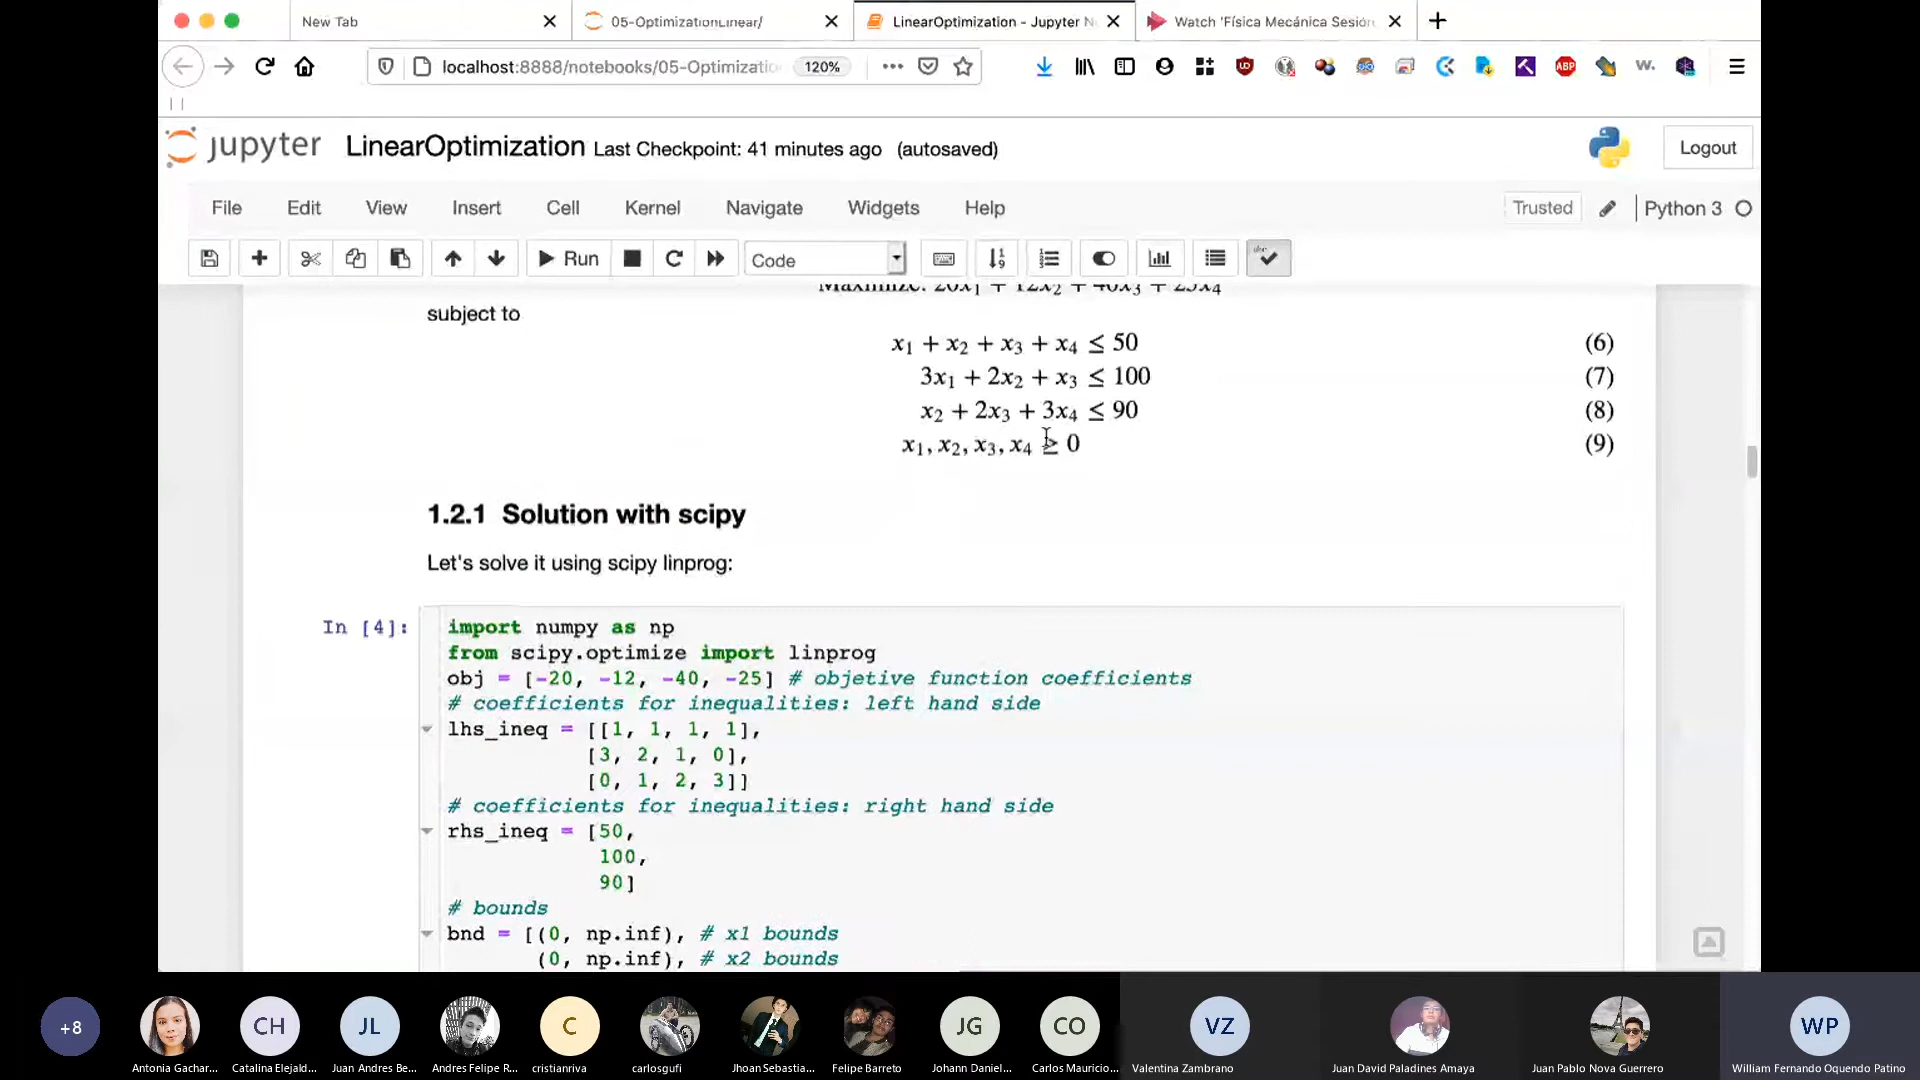 New Tab
05-OptimizationLinear/
LinearOptimization - Jupyter N
Watch 'Física Mecánica Sesión
localhost:8888/notebooks/05-Optimizatio
120%
ABP
w.
jupyter
LinearOptimization Last Checkpoint: 41 minutes ago (autosaved)
Logout
File Edit View Insert Cell Kernel Navigate Widgets Help
Trusted
Python 3
Run
Code
Maximize: 20x₁ + 12x₂ + 40x₃ + 25x₄
subject to
x₁ + x₂ + x₃ + x₄ ≤ 50 (6)
3x₁ + 2x₂ + x₃ ≤ 100 (7)
x₂ + 2x₃ + 3x₄ ≤ 90 (8)
x₁, x₂, x₃, x₄ ≥ 0 (9)
1.2.1 Solution with scipy
Let's solve it using scipy linprog:
In [4]:
import numpy as np
from scipy.optimize import linprog
obj = [-20, -12, -40, -25] # objetive function coefficients
# coefficients for inequalities: left hand side
lhs_ineq = [[1, 1, 1, 1],
[3, 2, 1, 0],
[0, 1, 2, 3]]
# coefficients for inequalities: right hand side
rhs_ineq = [50,
100,
90]
# bounds
bnd = [(0, np.inf), # x1 bounds
(0, np.inf), # x2 bounds
+8
CH
JL
C
JG
CO
VZ
WP
Antonia Gachar...
Catalina Elejald...
Juan Andres Be...
Andres Felipe R...
cristianriva
carlosgufi
Jhoan Sebastia...
Felipe Barreto
Johann Daniel...
Carlos Mauricio...
Valentina Zambrano
Juan David Paladines Amaya
Juan Pablo Nova Guerrero
William Fernando Oquendo Patino